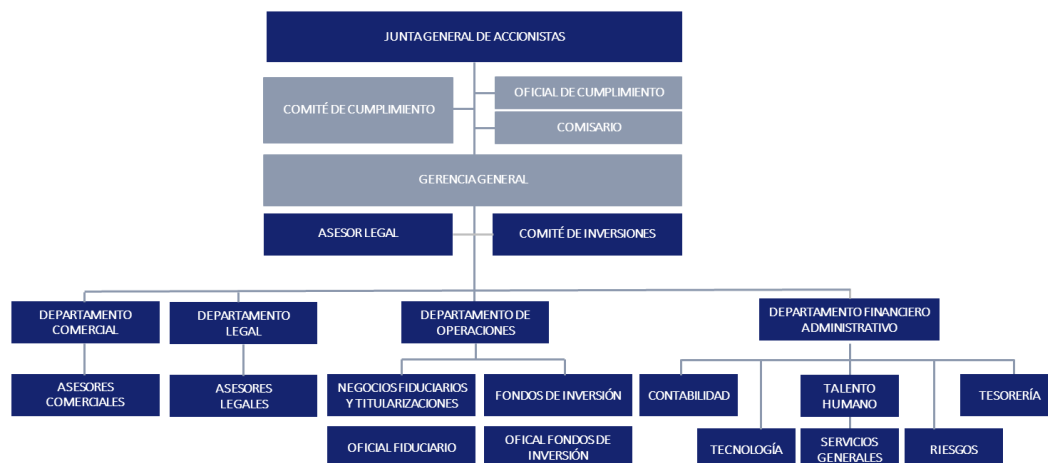 JUNTA GENERAL DE ACCIONISTAS
COMITÉ DE CUMPLIMIENTO
OFICIAL DE CUMPLIMIENTO
COMISARIO
GERENCIA GENERAL
ASESOR LEGAL
COMITÉ DE INVERSIONES
DEPARTAMENTO
COMERCIAL
DEPARTAMENTO
LEGAL
DEPARTAMENTO DE
OPERACIONES
DEPARTAMENTO FINANCIERO
ADMINISTRATIVO
ASESORES
COMERCIALES
ASESORES
LEGALES
NEGOCIOS FIDUCIARIOS
Y TITULARIZACIONES
FONDOS DE INVERSIÓN
CONTABILIDAD
TALENTO
HUMANO
TESORERÍA
OFICIAL FIDUCIARIO
OFICAL FONDOS DE
INVERSIÓN
TECNOLOGÍA
SERVICIOS
GENERALES
RIESGOS